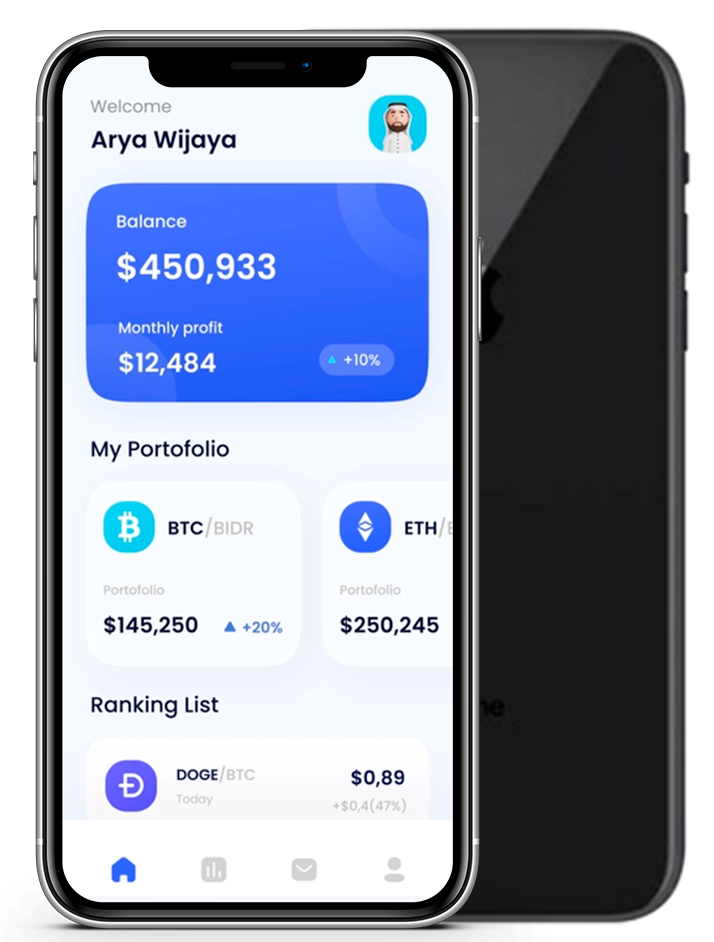 Welcome
Arya Wijaya
Balance
$450,933
Monthly profit
$12,484
+10%
My Portofolio
BTC/BIDR
ETH/
Portofolio
Portofolio
$145,250
+20%
$250,245
Ranking List
DOGE/BTC
$0,89
Today
+$0,4(47%)